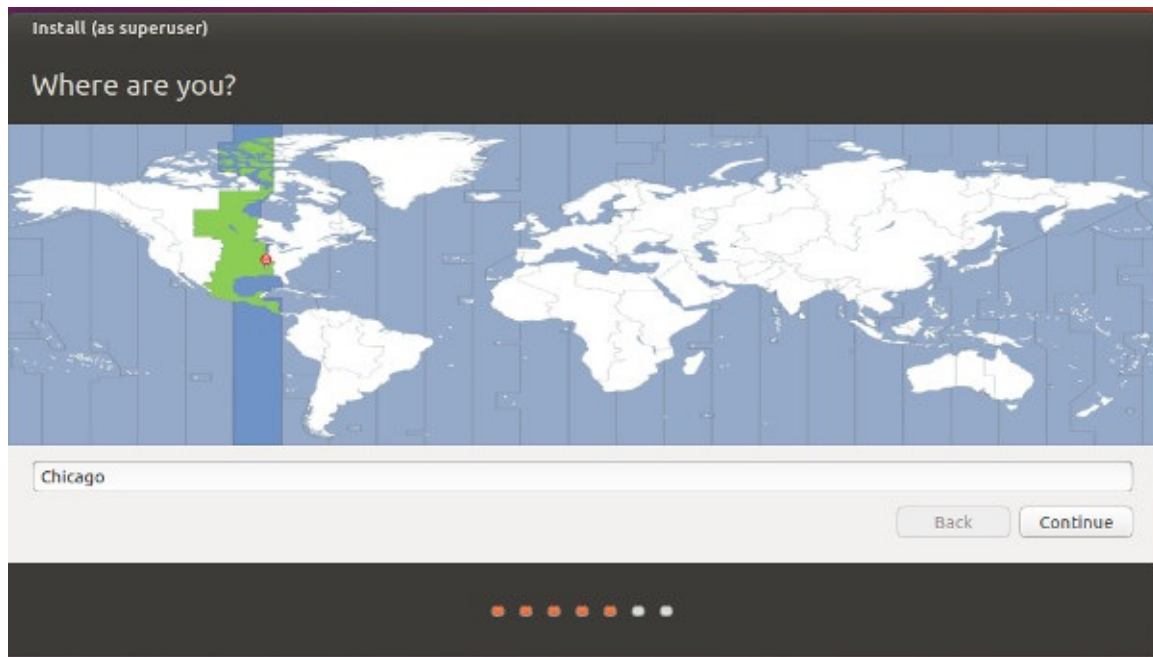 Install (as superuser)
Where are you?
Chicago
Back
Continue